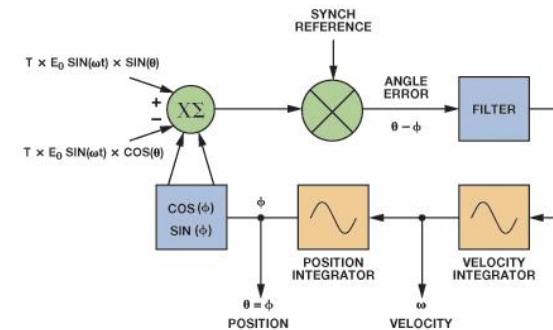 SYNCH
REFERENCE
T × E₀ SIN(ωt) × SIN(θ)
+
−
XΣ
ANGLE
ERROR
θ – ϕ
FILTER
T × E₀ SIN(ωt) × COS(θ)
COS (ϕ)
SIN (ϕ)
ϕ
POSITION
INTEGRATOR
VELOCITY
INTEGRATOR
θ = ϕ
POSITION
ω
VELOCITY